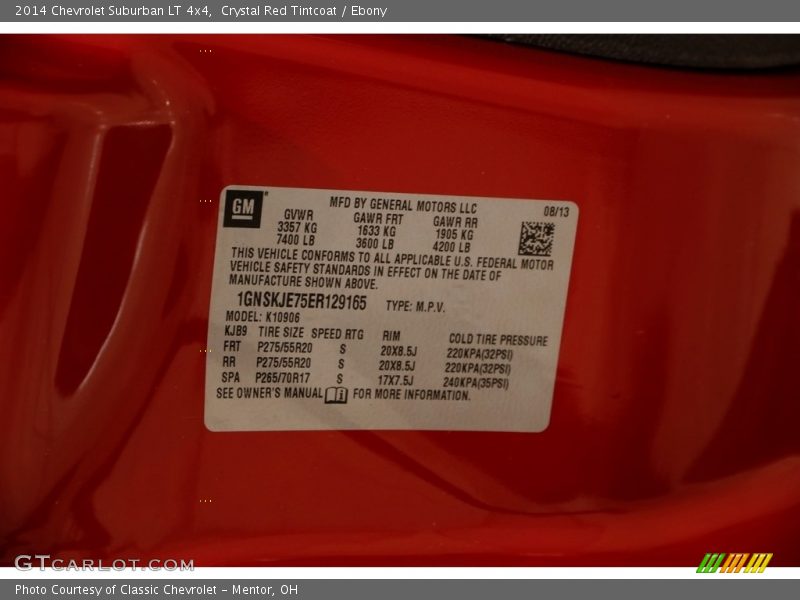 2014 Chevrolet Suburban LT 4x4, Crystal Red Tintcoat / Ebony
GM
MFD BY GENERAL MOTORS LLC
08/13
GVWR GAWR FRT GAWR RR
3357 KG 1633 KG 1905 KG
7400 LB 3600 LB 4200 LB
THIS VEHICLE CONFORMS TO ALL APPLICABLE U.S. FEDERAL MOTOR
VEHICLE SAFETY STANDARDS IN EFFECT ON THE DATE OF
MANUFACTURE SHOWN ABOVE.
1GNSKJE75ER129165 TYPE: M.P.V.
MODEL: K10906
KJB9 TIRE SIZE SPEED RTG RIM COLD TIRE PRESSURE
FRT P275/55R20 S 20X8.5J 220KPA(32PSI)
RR P275/55R20 S 20X8.5J 220KPA(32PSI)
SPA P265/70R17 S 17X7.5J 240KPA(35PSI)
SEE OWNER'S MANUAL FOR MORE INFORMATION.
GTCARLOT.COM
Photo Courtesy of Classic Chevrolet - Mentor, OH